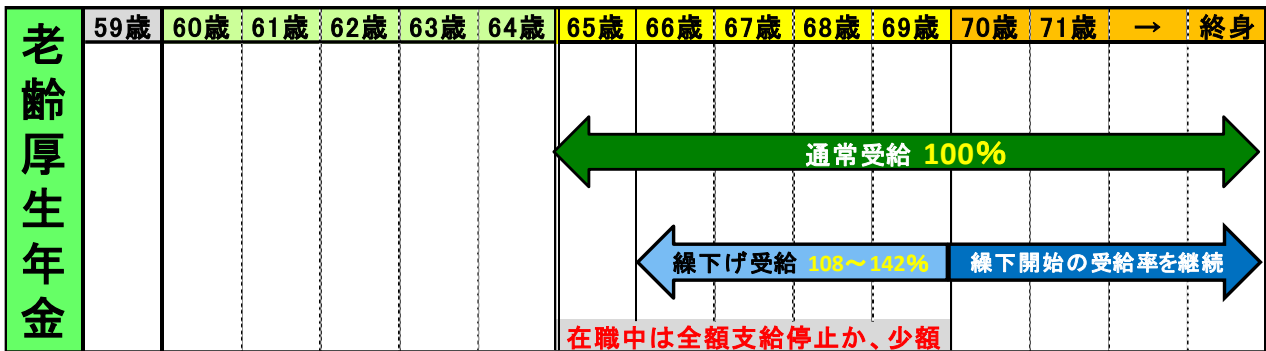 老齢厚生年金
59歳 60歳 61歳 62歳 63歳 64歳 65歳 66歳 67歳 68歳 69歳 70歳 71歳 → 終身
通常受給 100%
繰下げ受給 108～142% 繰下開始の受給率を継続
在職中は全額支給停止か、少額